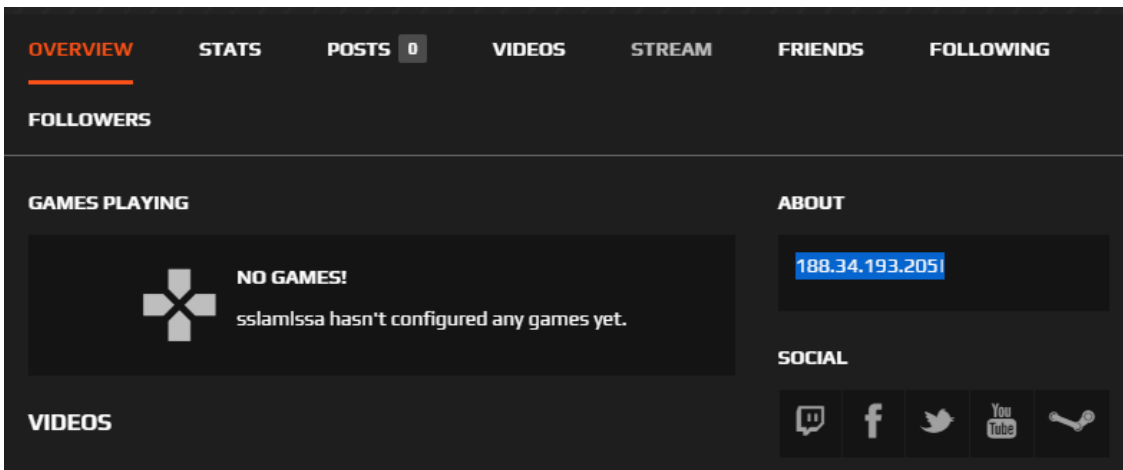 OVERVIEW STATS POSTS 0 VIDEOS STREAM FRIENDS FOLLOWING
FOLLOWERS
GAMES PLAYING
NO GAMES!
sslamlssa hasn't configured any games yet.
VIDEOS
ABOUT
188.34.193.205l
SOCIAL
You
Tube